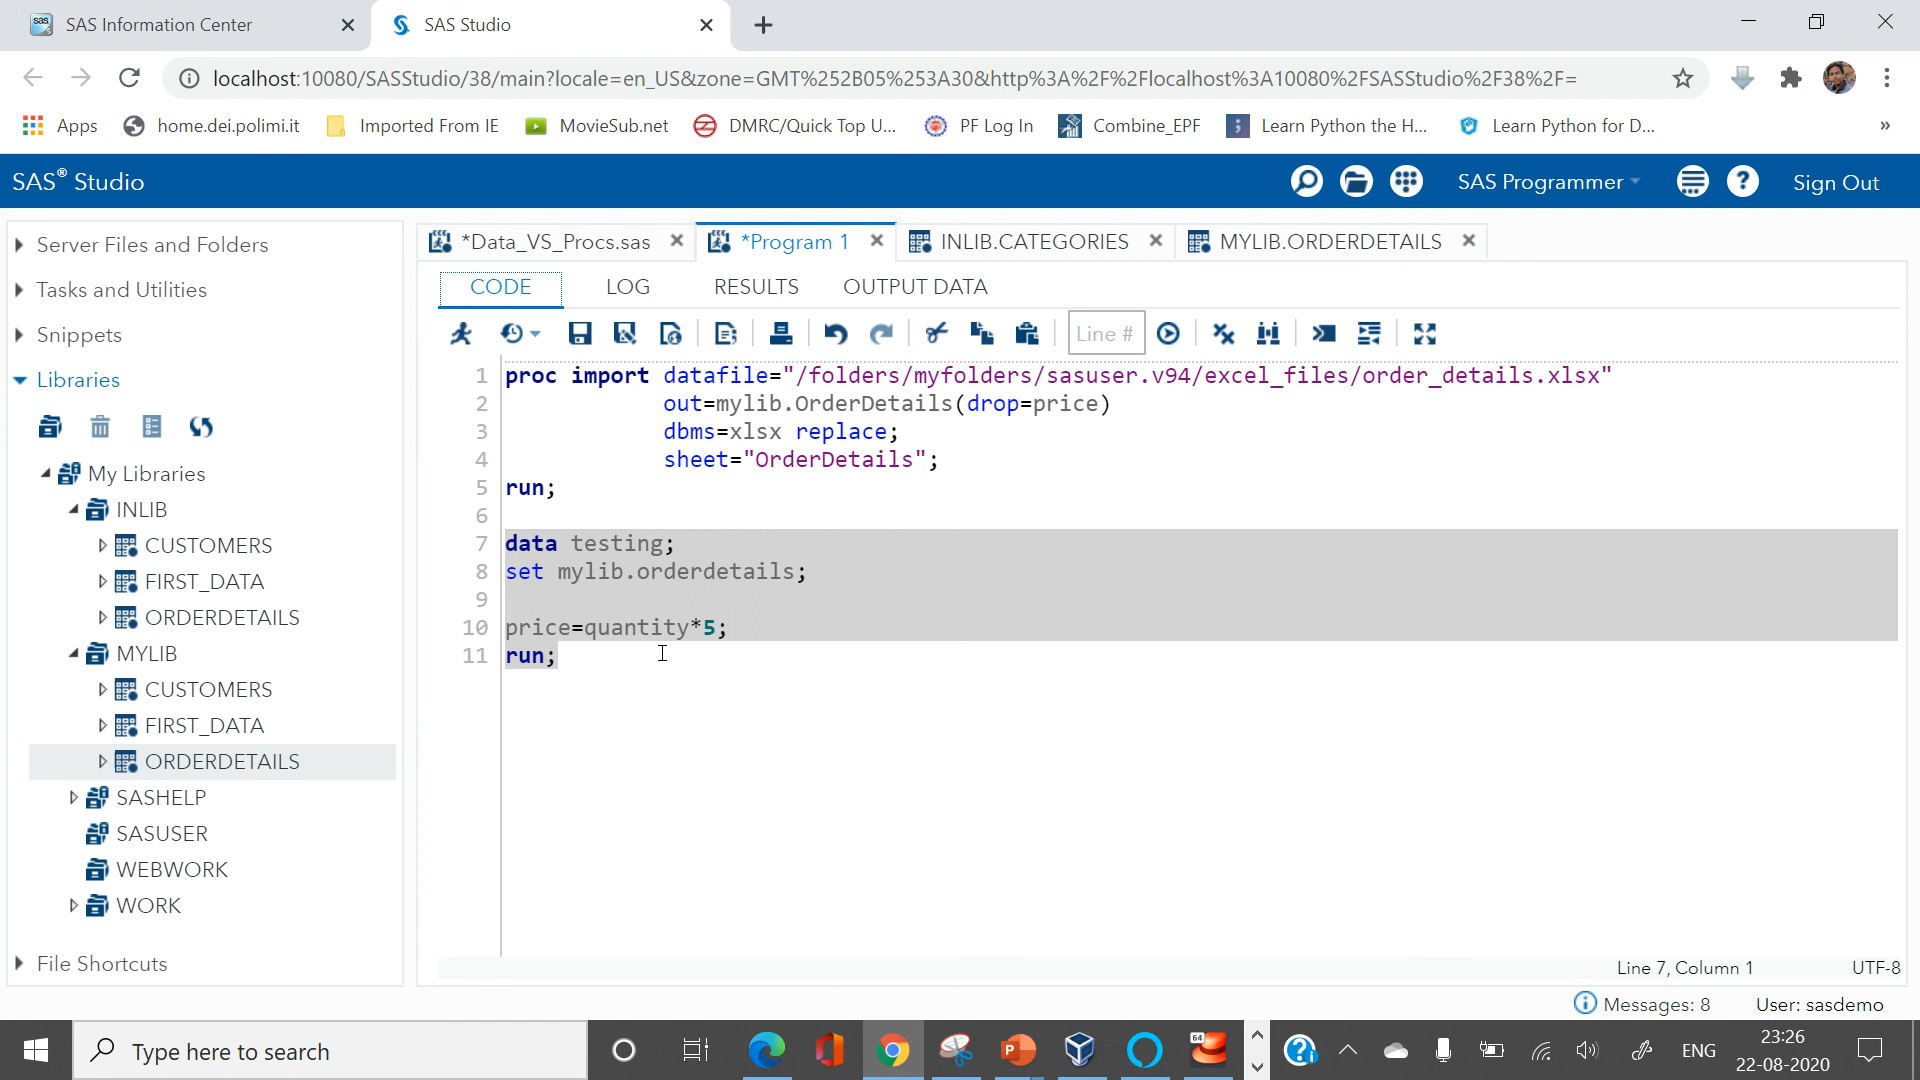 SAS Information Center
SAS Studio
localhost:10080/SASStudio/38/main?locale=en_US&zone=GMT%252B05%253A30&http%3A%2F%2Flocalhost%3A10080%2FSASStudio%2F38%2F=
Apps
home.dei.polimi.it
Imported From IE
MovieSub.net
DMRC/Quick Top U...
PF Log In
Combine_EPF
Learn Python the H...
Learn Python for D...
»
SAS® Studio
SAS Programmer
Sign Out
Server Files and Folders
Tasks and Utilities
Snippets
Libraries
My Libraries
INLIB
CUSTOMERS
FIRST_DATA
ORDERDETAILS
MYLIB
CUSTOMERS
FIRST_DATA
ORDERDETAILS
SASHELP
SASUSER
WEBWORK
WORK
File Shortcuts
*Data_VS_Procs.sas
*Program 1
INLIB.CATEGORIES
MYLIB.ORDERDETAILS
CODE
LOG
RESULTS
OUTPUT DATA
Line #
1 proc import datafile="/folders/myfolders/sasuser.v94/excel_files/order_details.xlsx"
2 out=mylib.OrderDetails(drop=price)
3 dbms=xlsx replace;
4 sheet="OrderDetails";
5 run;
6
7 data testing;
8 set mylib.orderdetails;
9
10 price=quantity*5;
11 run;
Line 7, Column 1
UTF-8
Messages: 8
User: sasdemo
Type here to search
64
ENG
23:26
22-08-2020